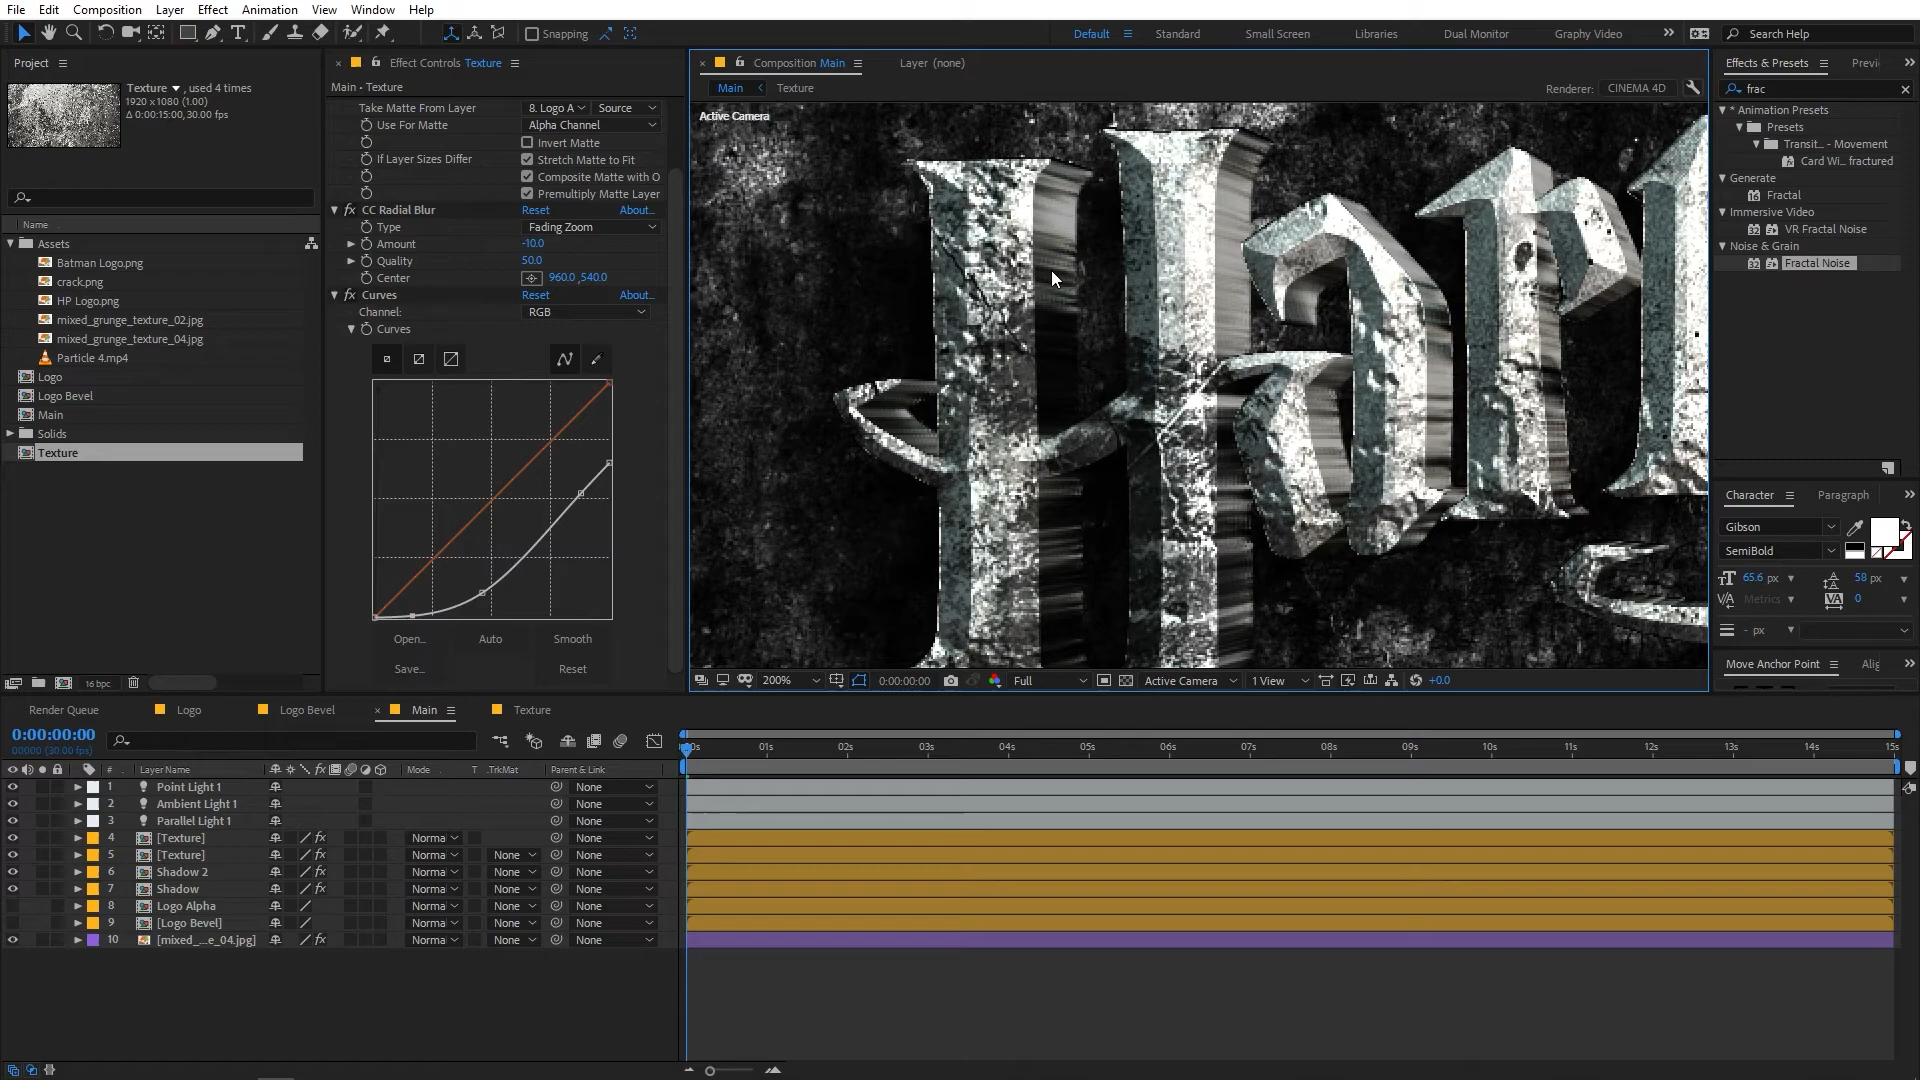 File Edit Composition Layer Effect Animation View Window Help
Snapping
Default Standard Small Screen Libraries Dual Monitor Graphy Video Search Help
Project
Texture , used 4 times
1920 x1080 (1.00)
Δ 0:00:15:00, 30.00 fps
Name
Assets
Batman Logo.png
crack.png
HP Logo.png
mixed_grunge_texture_02.jpg
mixed_grunge_texture_04.jpg
Particle 4.mp4
Logo
Logo Bevel
Main
Solids
Texture
16 bpc
Effect Controls Texture
Main • Texture
Take Matte From Layer 8. Logo A Source
Use For Matte Alpha Channel
Invert Matte
If Layer Sizes Differ Stretch Matte to Fit
Composite Matte with O
Premultiply Matte Layer
fx CC Radial Blur Reset About...
Type Fading Zoom
Amount -10.0
Quality 50.0
Center 960.0 ,540.0
fx Curves Reset About...
Channel: RGB
Curves
Open... Auto Smooth
Save... Reset
Composition Main Layer (none)
Main Texture Renderer: CINEMA 4D
Active Camera
200% 0:00:00:00 Full Active Camera 1 View +0.0
Effects & Presets Previ
frac
* Animation Presets
Presets
Transit... - Movement
Card Wi... fractured
Generate
16 Fractal
Immersive Video
32 VR Fractal Noise
Noise & Grain
32 Fractal Noise
Character Paragraph
Gibson
SemiBold
65.6 px 58 px
Metrics 0
- px
Move Anchor Point Alig
Render Queue Logo Logo Bevel Main Texture
0:00:00:00
00000 (30.00 fps)
# Layer Name Mode T .TrkMat Parent & Link
01s 02s 03s 04s 05s 06s 07s 08s 09s 10s 11s 12s 13s 14s 15s
1 Point Light 1 None
2 Ambient Light 1 None
3 Parallel Light 1 None
4 [Texture] fx Norma None
5 [Texture] fx Norma None None
6 Shadow 2 fx Norma None None
7 Shadow fx Norma None None
8 Logo Alpha Norma None None
9 [Logo Bevel] Norma None None
10 [mixed_...e_04.jpg] fx Norma None None